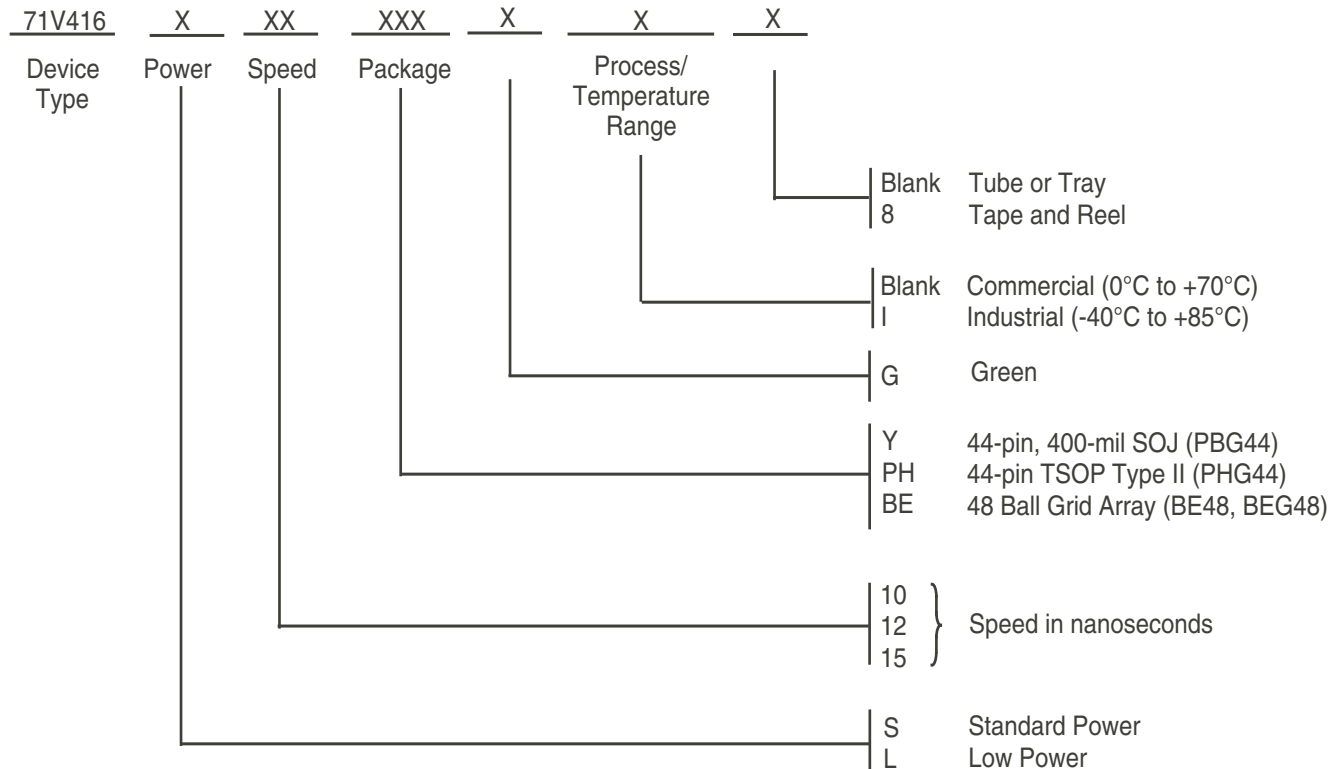 71V416 X XX XXX X X X
Device Type
Power
Speed
Package
Process/
Temperature
Range
Blank Tube or Tray
8 Tape and Reel
Blank Commercial (0°C to +70°C)
I Industrial (-40°C to +85°C)
G Green
Y 44-pin, 400-mil SOJ (PBG44)
PH 44-pin TSOP Type II (PHG44)
BE 48 Ball Grid Array (BE48, BEG48)
10
12 } Speed in nanoseconds
15
S Standard Power
L Low Power